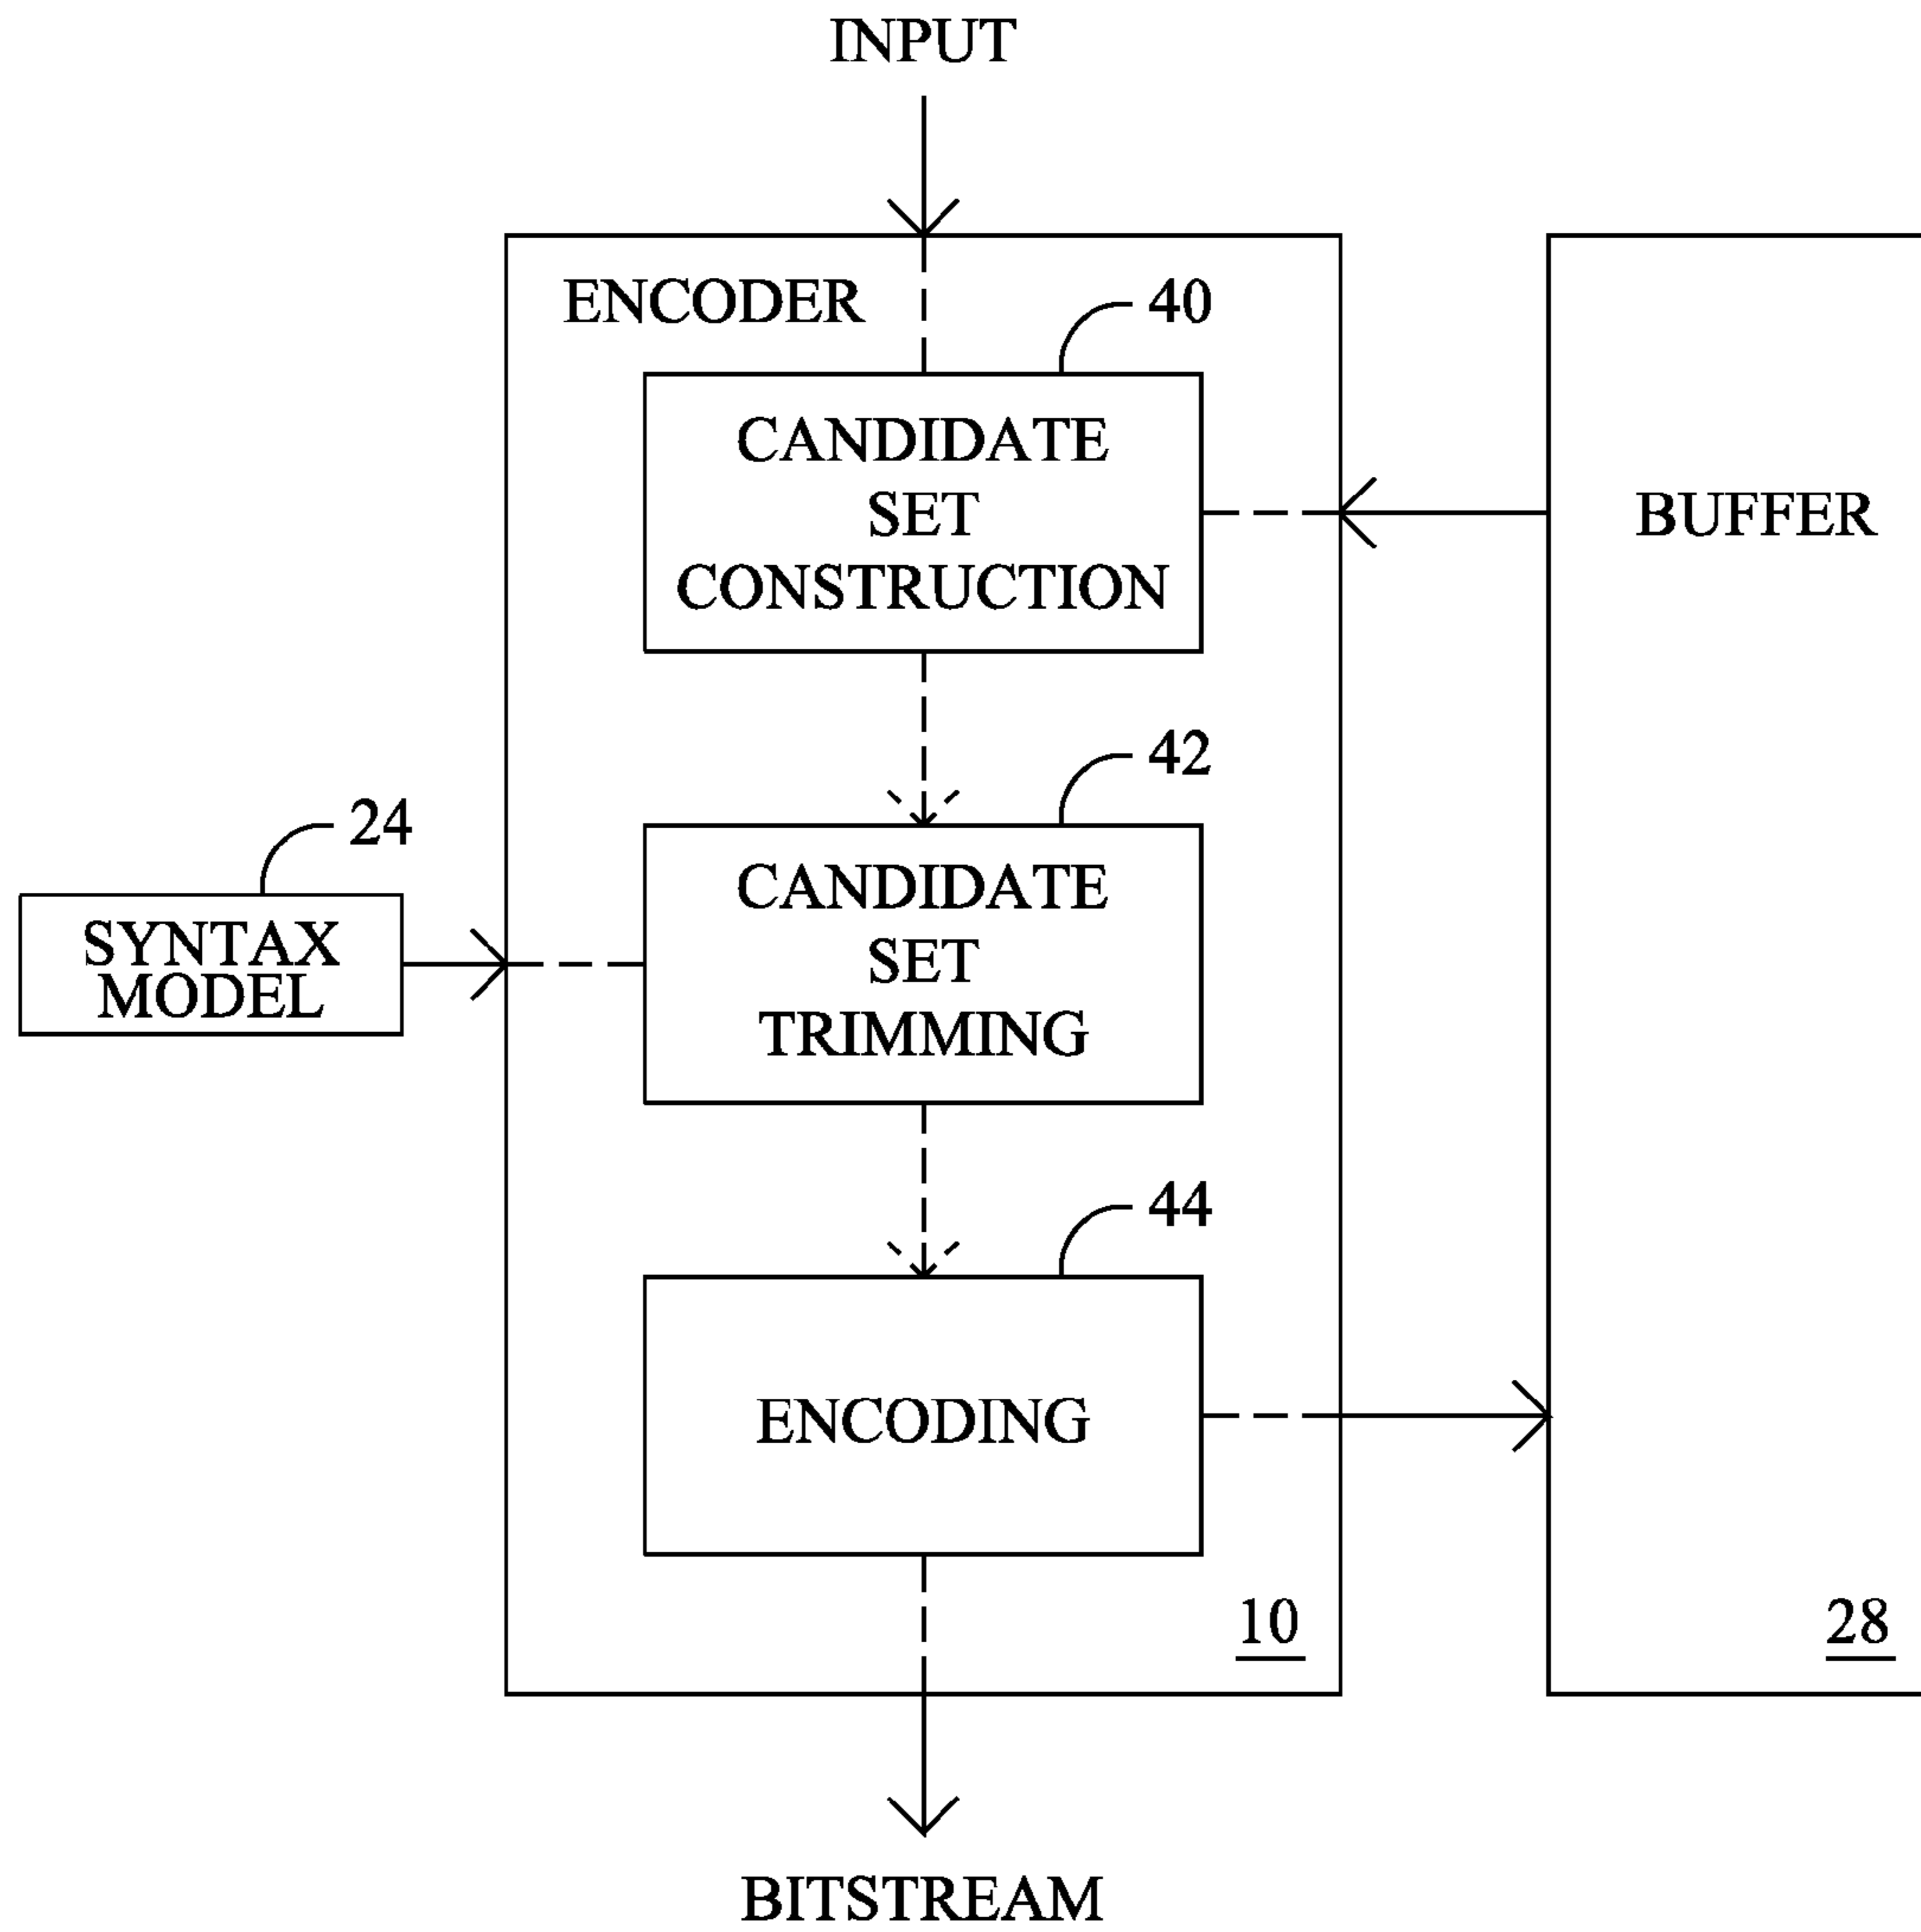 INPUT
ENCODER
40
CANDIDATE
SET
CONSTRUCTION
BUFFER
42
24
SYNTAX
MODEL
CANDIDATE
SET
TRIMMING
44
ENCODING
10
28
BITSTREAM